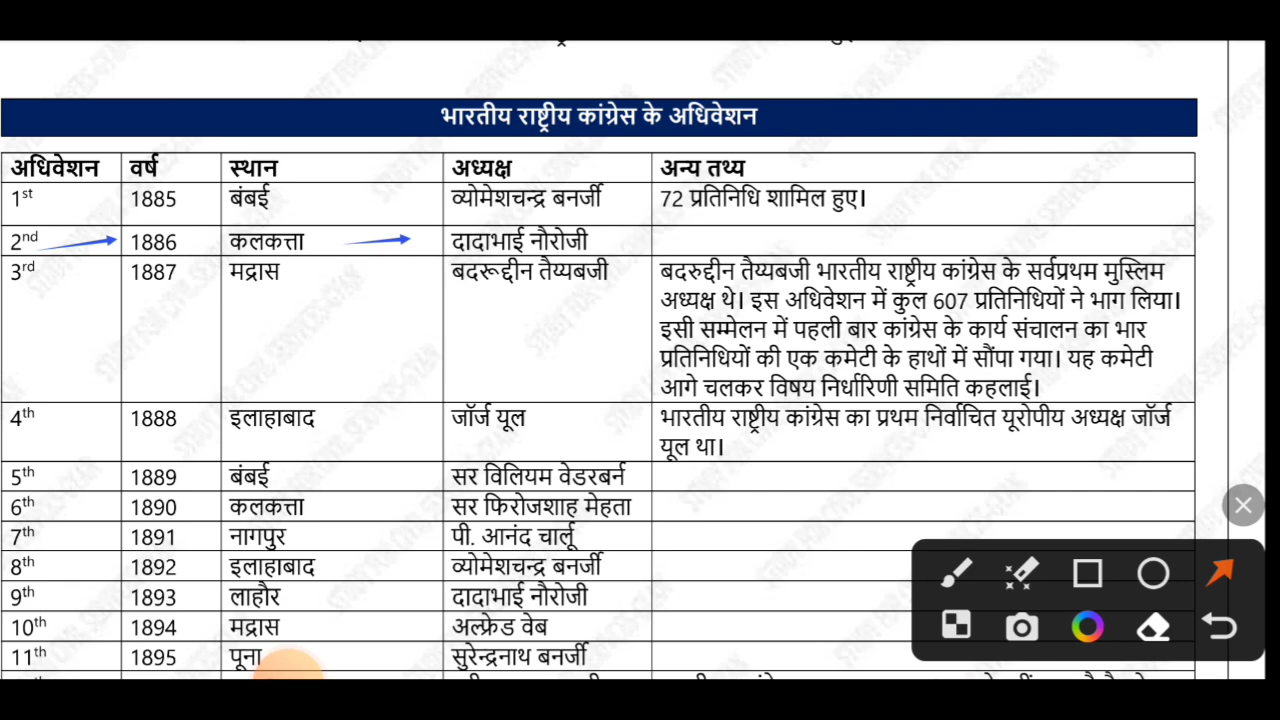 भारतीय राष्ट्रीय कांग्रेस के अधिवेशन
अधिवेशन वर्ष स्थान अध्यक्ष अन्य तथ्य
1st 1885 बंबई व्योमेशचन्द्र बनर्जी 72 प्रतिनिधि शामिल हुए।
2nd 1886 कलकत्ता दादाभाई नौरोजी
3rd 1887 मद्रास बदरूद्दीन तैय्यबजी बदरुद्दीन तैय्यबजी भारतीय राष्ट्रीय कांग्रेस के सर्वप्रथम मुस्लिम
अध्यक्ष थे। इस अधिवेशन में कुल 607 प्रतिनिधियों ने भाग लिया।
इसी सम्मेलन में पहली बार कांग्रेस के कार्य संचालन का भार
प्रतिनिधियों की एक कमेटी के हाथों में सौंपा गया। यह कमेटी
आगे चलकर विषय निर्धारिणी समिति कहलाई।
4th 1888 इलाहाबाद जॉर्ज यूल भारतीय राष्ट्रीय कांग्रेस का प्रथम निर्वाचित यूरोपीय अध्यक्ष जॉर्ज
यूल था।
5th 1889 बंबई सर विलियम वेडरबर्न
6th 1890 कलकत्ता सर फिरोजशाह मेहता
7th 1891 नागपुर पी. आनंद चार्लू
8th 1892 इलाहाबाद व्योमेशचन्द्र बनर्जी
9th 1893 लाहौर दादाभाई नौरोजी
10th 1894 मद्रास अल्फ्रेड वेब
11th 1895 पूना सुरेन्द्रनाथ बनर्जी